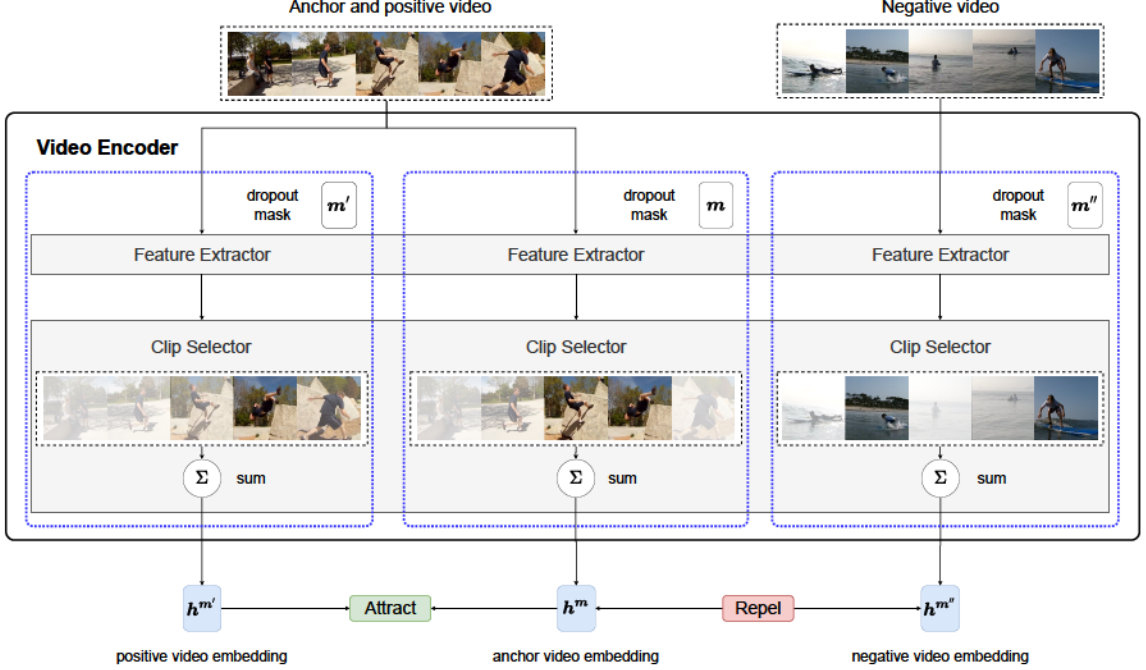 Anchor and positive video
Negative video
Video Encoder
dropout
mask
m′
dropout
mask
m
dropout
mask
m′′
Feature Extractor
Feature Extractor
Feature Extractor
Clip Selector
Clip Selector
Clip Selector
Σ sum
Σ sum
Σ sum
h^{m′}
Attract
h^{m}
Repel
h^{m′′}
positive video embedding
anchor video embedding
negative video embedding